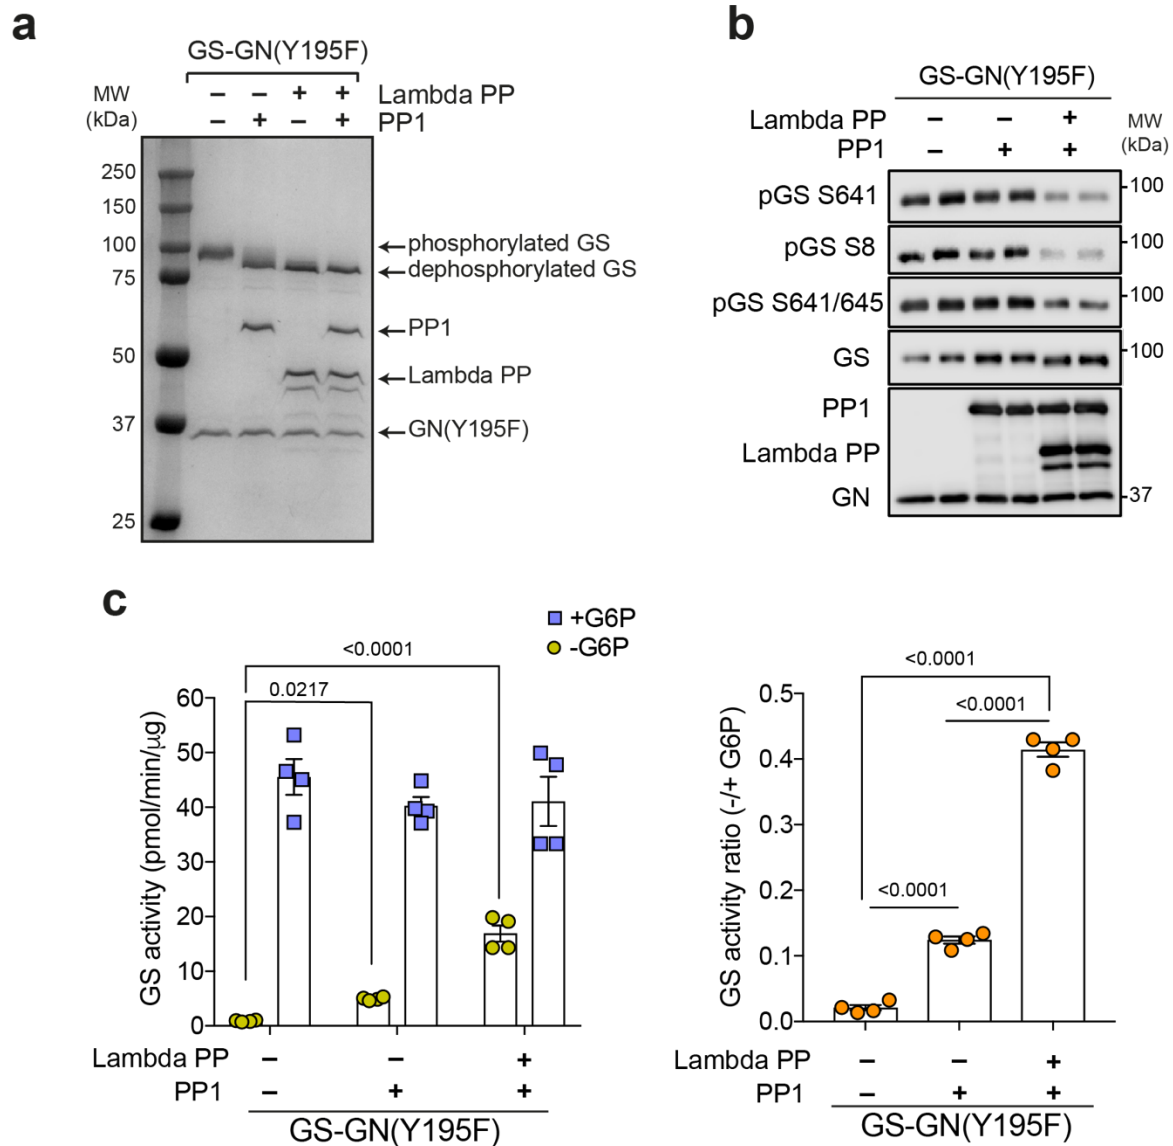 a
GS-GN(Y195F)
MW
(kDa)
– – + + Lambda PP
– + – + PP1
250
150
100
75
50
37
25
phosphorylated GS
dephosphorylated GS
PP1
Lambda PP
GN(Y195F)
b
GS-GN(Y195F)
Lambda PP – – +
PP1 – + +
MW
(kDa)
pGS S641 100
pGS S8 100
pGS S641/645 100
GS 100
PP1
Lambda PP
GN 37
c
+G6P
-G6P
<0.0001
0.0217
GS activity (pmol/min/µg)
60
50
40
30
20
10
0
Lambda PP – – +
PP1 – + +
GS-GN(Y195F)
<0.0001
<0.0001
<0.0001
GS activity ratio (-/+ G6P)
0.5
0.4
0.3
0.2
0.1
0.0
Lambda PP – – +
PP1 – + +
GS-GN(Y195F)